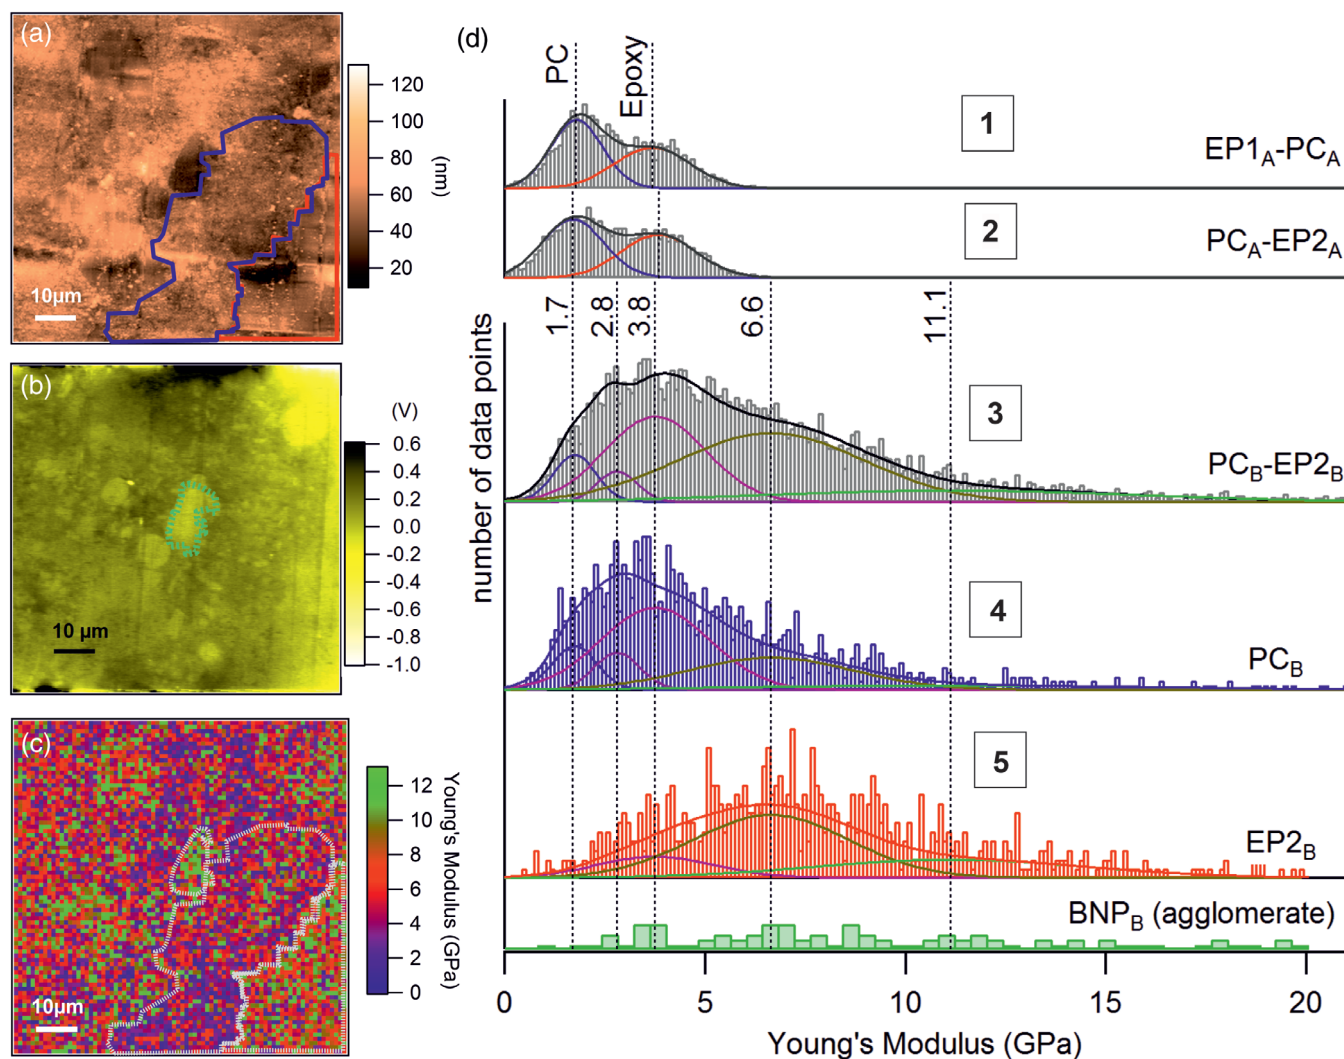 (a)
120
100
80
60
40
20
(nm)
10µm
(b)
(V)
0.6
0.4
0.2
0.0
-0.2
-0.4
-0.6
-0.8
-1.0
10 µm
(c)
12
10
8
6
4
2
0
Young's Modulus (GPa)
10µm
(d)
PC
Epoxy
1
EP1A-PCA
2
PCA-EP2A
1.7
2.8
3.8
6.6
11.1
number of data points
3
PCB-EP2B
4
PCB
5
EP2B
BNPB (agglomerate)
0
5
10
15
20
Young's Modulus (GPa)